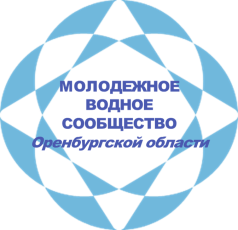 МОЛОДЕЖНОЕ
ВОДНОЕ
СООБЩЕСТВО
Оренбургской области